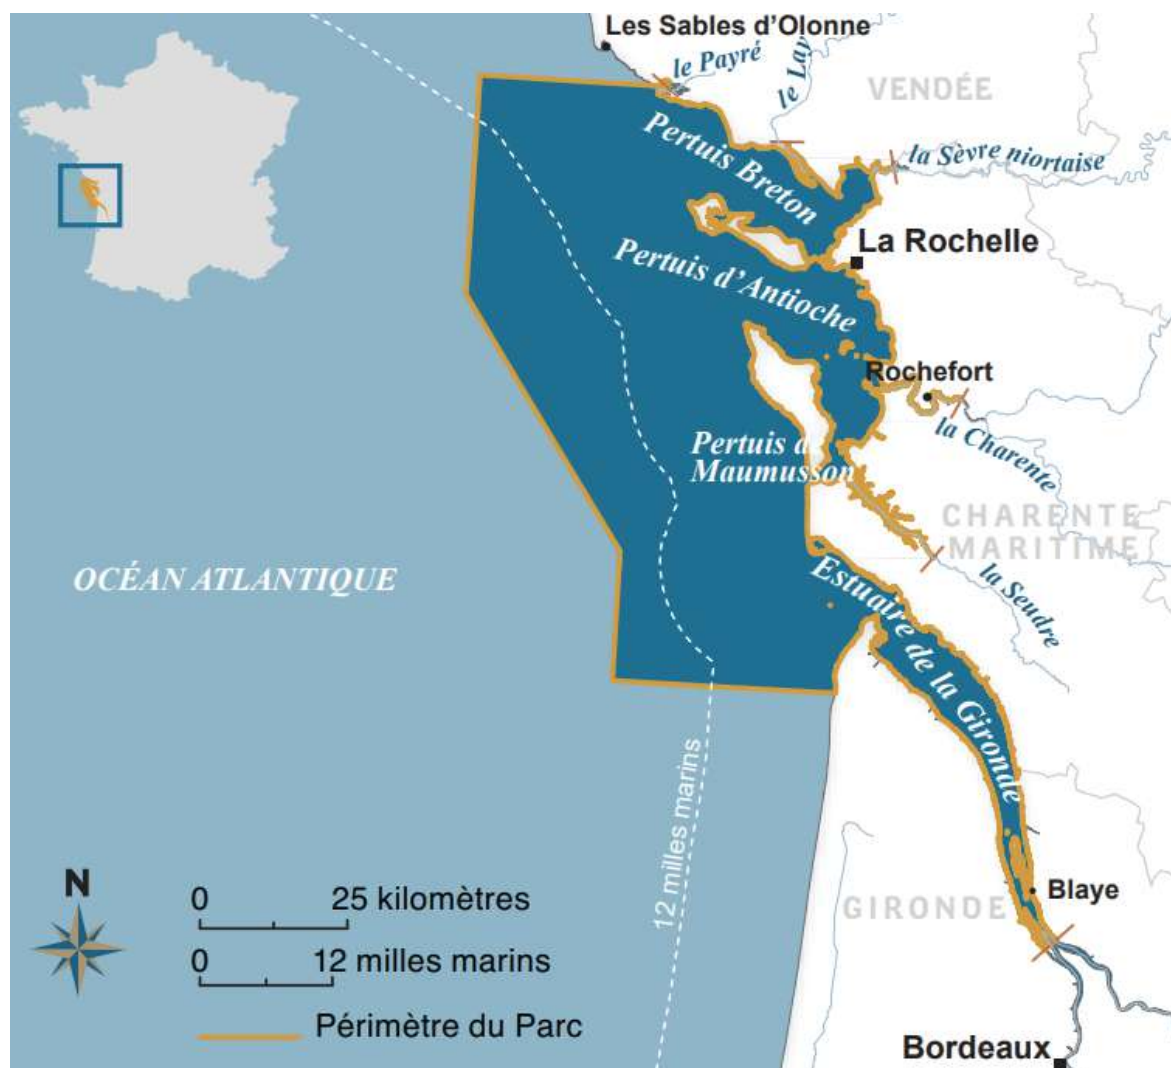 Les Sables d'Olonne
le Payré
le Lay
VENDÉE
Pertuis Breton
la Sèvre niortaise
La Rochelle
Pertuis d'Antioche
Rochefort
la Charente
Pertuis d
Maumusson
CHARENTE
MARITIME
OCÉAN ATLANTIQUE
Estuaire de la Gironde
la Seudre
12 milles marins
N
0 25 kilomètres
0 12 milles marins
Périmètre du Parc
GIRONDE
Blaye
Bordeaux